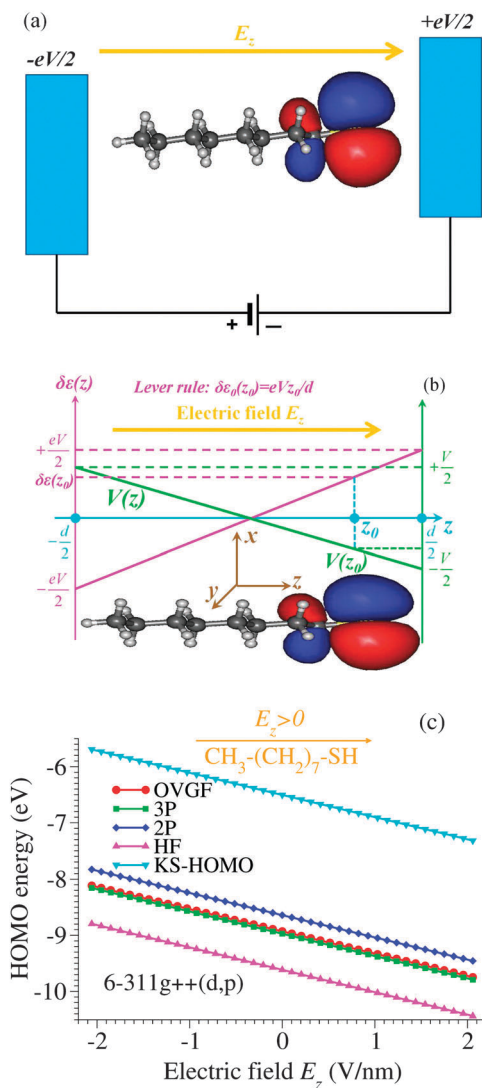 (a)
E_z
+eV/2
-eV/2
+ −
δε(z)
Lever rule: δε₀(z₀)=eVz₀/d
(b)
Electric field E_z
+eV/2
+V/2
δε(z₀)
V(z)
-d/2
z₀
d/2
z
V(z₀)
-V/2
-eV/2
x
y
z
(c)
E_z>0
CH₃-(CH₂)₇-SH
OVGF
3P
2P
HF
KS-HOMO
HOMO energy (eV)
-6
-7
-8
-9
-10
6-311g++(d,p)
-2 -1 0 1 2
Electric field E_z (V/nm)